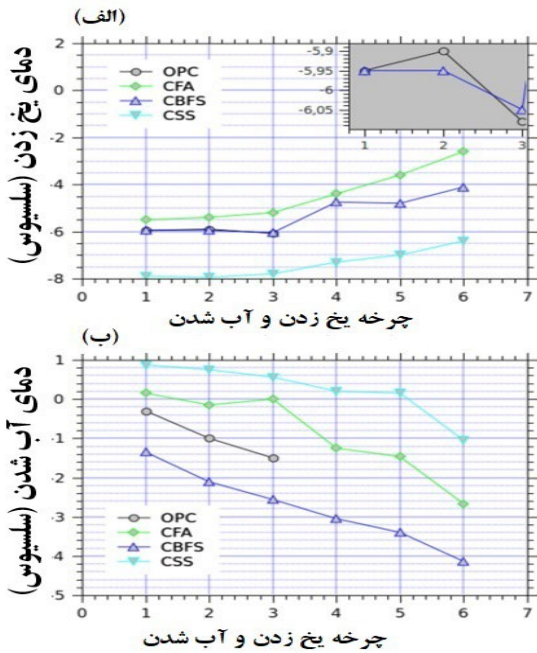 (الف)
دمای یخ زدن (سلسیوس)
2
0
-2
-4
-6
-8
OPC
CFA
CBFS
CSS
-5,9
-5,95
-6
-6,05
1 2 3
0 1 2 3 4 5 6 7
چرخه یخ زدن و آب شدن
(ب)
دمای آب شدن (سلسیوس)
1
0
-1
-2
-3
-4
-5
OPC
CFA
CBFS
CSS
0 1 2 3 4 5 6 7
چرخه یخ زدن و آب شدن